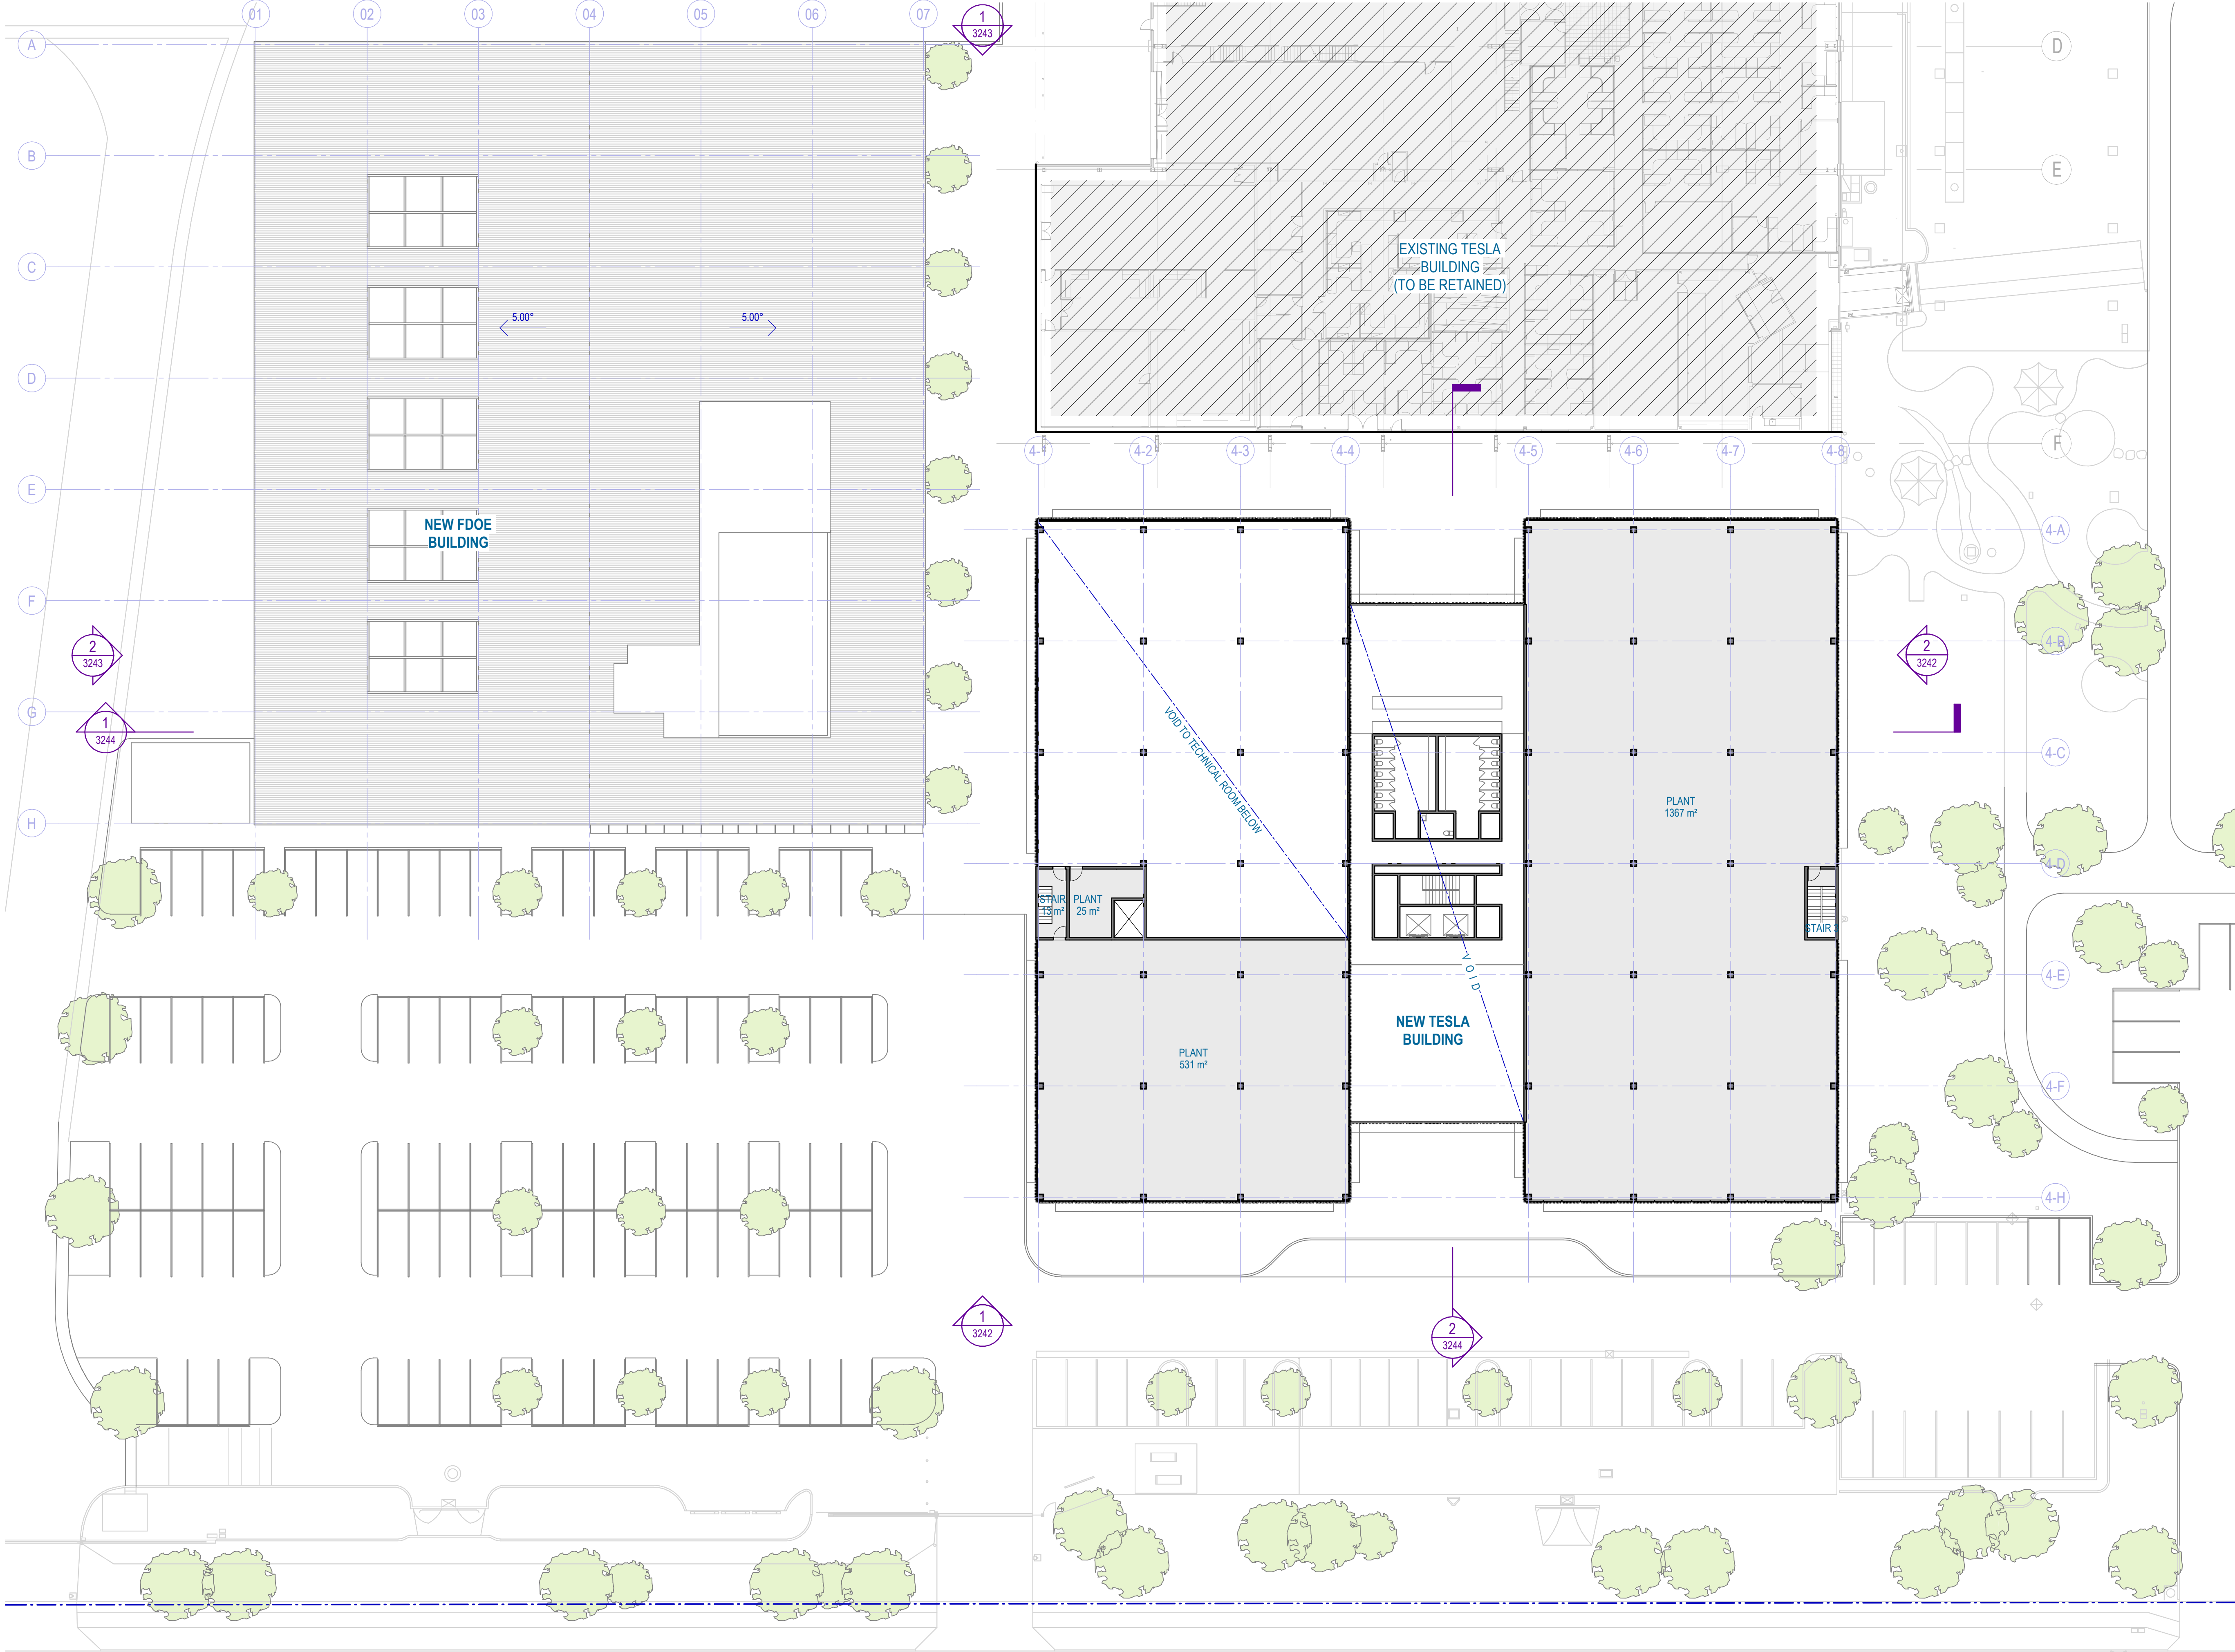 01
02
03
04
05
06
07
1
3243
A
B
C
D
E
F
G
H
D
E
F
EXISTING TESLA
BUILDING
(TO BE RETAINED)
5.00°
5.00°
4-1
4-2
4-3
4-4
4-5
4-6
4-7
4-8
NEW FDOE
BUILDING
4-A
4-B
4-C
4-D
4-E
4-F
4-H
2
3243
2
3242
1
3244
VOID TO TECHNICAL ROOM BELOW
PLANT
1367 m²
STAIR
13 m²
PLANT
25 m²
STAIR
VOID
NEW TESLA
BUILDING
PLANT
531 m²
1
3242
2
3244